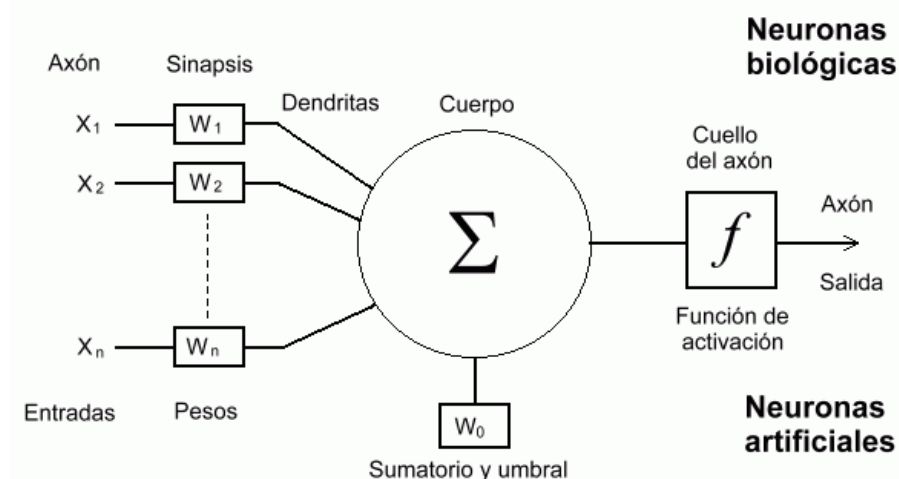 Neuronas
biológicas
Axón
Sinapsis
Dendritas
Cuerpo
Cuello
del axón
X1
W1
X2
W2
Σ
f
Axón
Salida
Xn
Wn
Función de
activación
Entradas
Pesos
W0
Sumatorio y umbral
Neuronas
artificiales